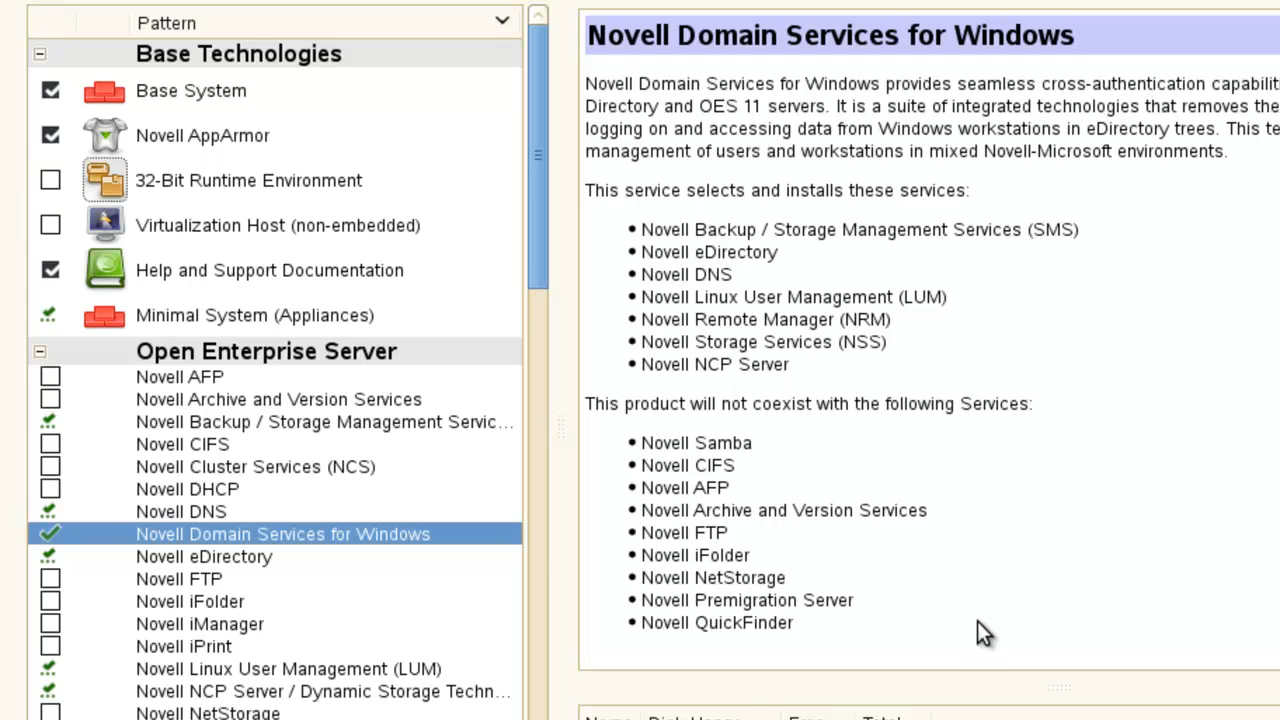 Pattern
Base Technologies
Base System
Novell AppArmor
32-Bit Runtime Environment
Virtualization Host (non-embedded)
Help and Support Documentation
Minimal System (Appliances)
Open Enterprise Server
Novell AFP
Novell Archive and Version Services
Novell Backup / Storage Management Servic...
Novell CIFS
Novell Cluster Services (NCS)
Novell DHCP
Novell DNS
Novell Domain Services for Windows
Novell eDirectory
Novell FTP
Novell iFolder
Novell iManager
Novell iPrint
Novell Linux User Management (LUM)
Novell NCP Server / Dynamic Storage Techn...
Novell NetStorage
Novell Domain Services for Windows
Novell Domain Services for Windows provides seamless cross-authentication capabiliti
Directory and OES 11 servers. It is a suite of integrated technologies that removes the
logging on and accessing data from Windows workstations in eDirectory trees. This te
management of users and workstations in mixed Novell-Microsoft environments.
This service selects and installs these services:
• Novell Backup / Storage Management Services (SMS)
• Novell eDirectory
• Novell DNS
• Novell Linux User Management (LUM)
• Novell Remote Manager (NRM)
• Novell Storage Services (NSS)
• Novell NCP Server
This product will not coexist with the following Services:
• Novell Samba
• Novell CIFS
• Novell AFP
• Novell Archive and Version Services
• Novell FTP
• Novell iFolder
• Novell NetStorage
• Novell Premigration Server
• Novell QuickFinder
Name Disk Usage Free Total